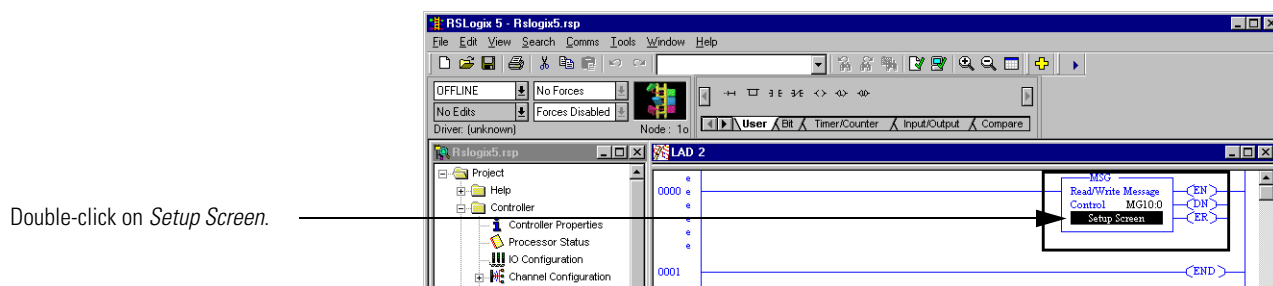 RSLogix 5 - Rslogix5.rsp
File Edit View Search Comms Tools Window Help
OFFLINE No Forces
No Edits Forces Disabled
Driver: (unknown) Node: 1o
User Bit Timer/Counter Input/Output Compare
Rslogix5.rsp
LAD 2
Project
Help
Controller
Controller Properties
Processor Status
IO Configuration
Channel Configuration
e
0000 e
e
e
e
e
0001
MSG
Read/Write Message
Control MG10:0
Setup Screen
EN
DN
ER
END
Double-click on Setup Screen.